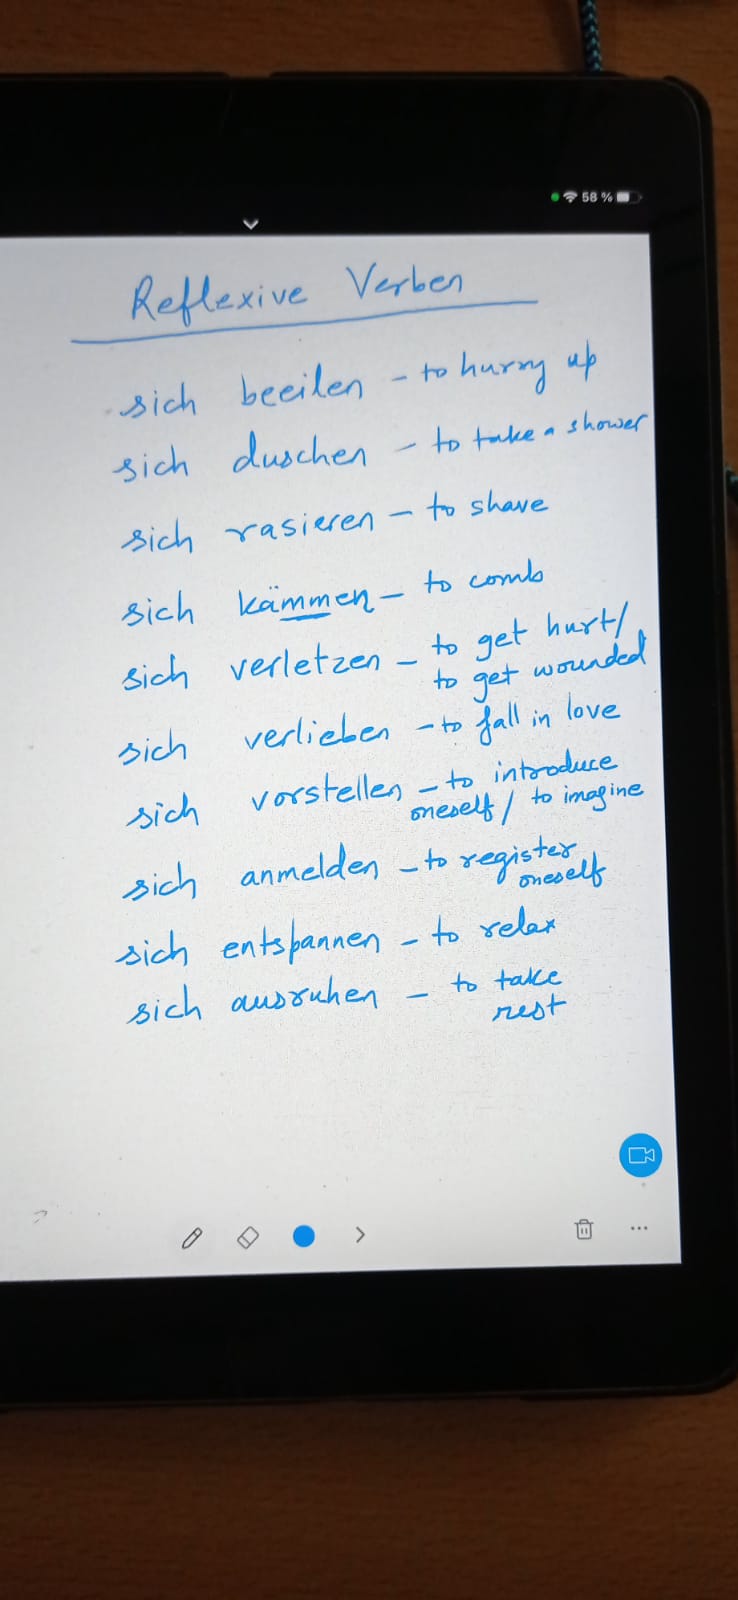 58 %
Reflexive Verben
sich beeilen - to hurry up
sich duschen - to take a shower
sich rasieren - to shave
sich kämmen - to comb
sich verletzen - to get hurt/
to get wounded
sich verlieben - to fall in love
sich vorstellen - to introduce
oneself / to imagine
sich anmelden - to register
oneself
sich entspannen - to relax
sich ausruhen - to take
rest